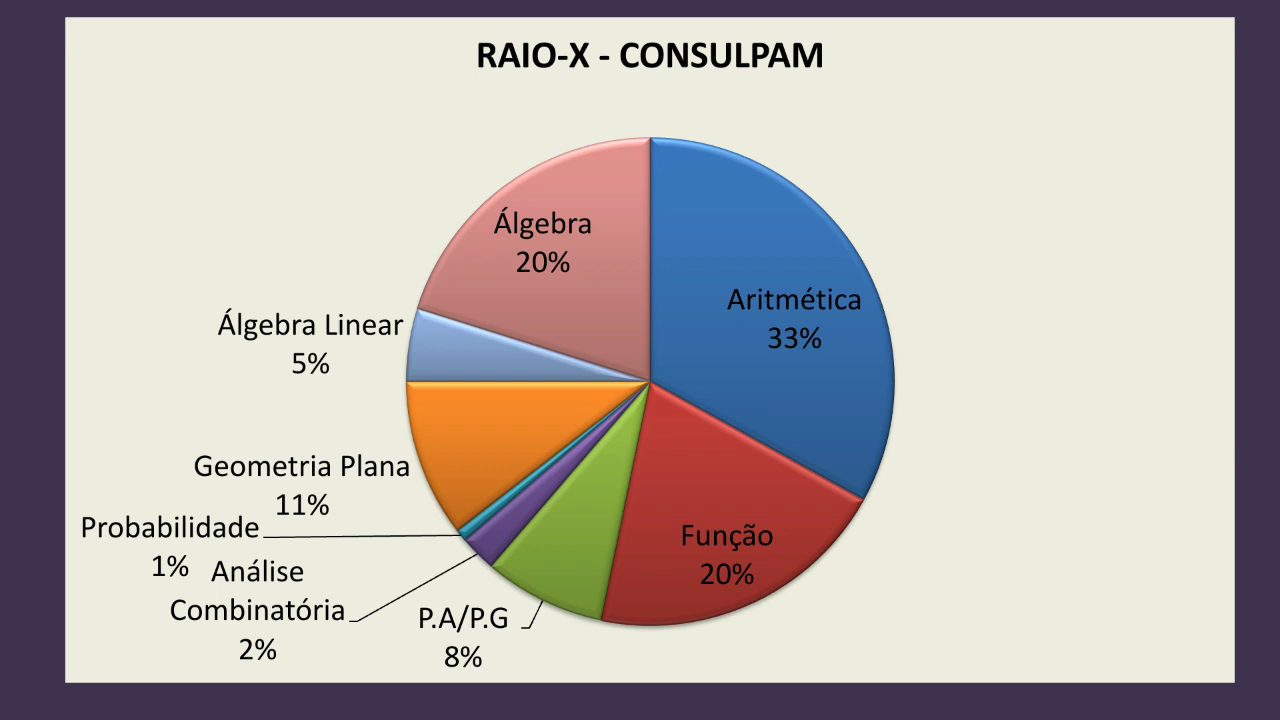 RAIO-X - CONSULPAM
Álgebra
20%
Aritmética
33%
Álgebra Linear
5%
Geometria Plana
11%
Probabilidade
1%
Análise
Combinatória
2%
P.A/P.G
8%
Função
20%